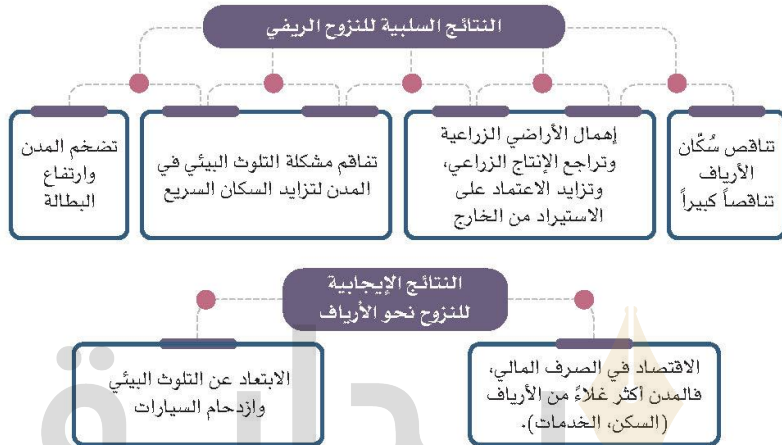 النتائج السلبية للنزوح الريفي
تناقص سُكّان
الأرياف
تناقصاً كبيراً
إهمال الأراضي الزراعية
وتراجع الإنتاج الزراعي،
وتزايد الاعتماد على
الاستيراد من الخارج
تفاقم مشكلة التلوث البيئي في
المدن لتزايد السكان السريع
تضخم المدن
وارتفاع
البطالة
النتائج الإيجابية
للنزوح نحو الأرياف
الاقتصاد في الصرف المالي،
فالمدن أكثر غلاءً من الأرياف
(السكن، الخدمات).
الابتعاد عن التلوث البيئي
وازدحام السيارات